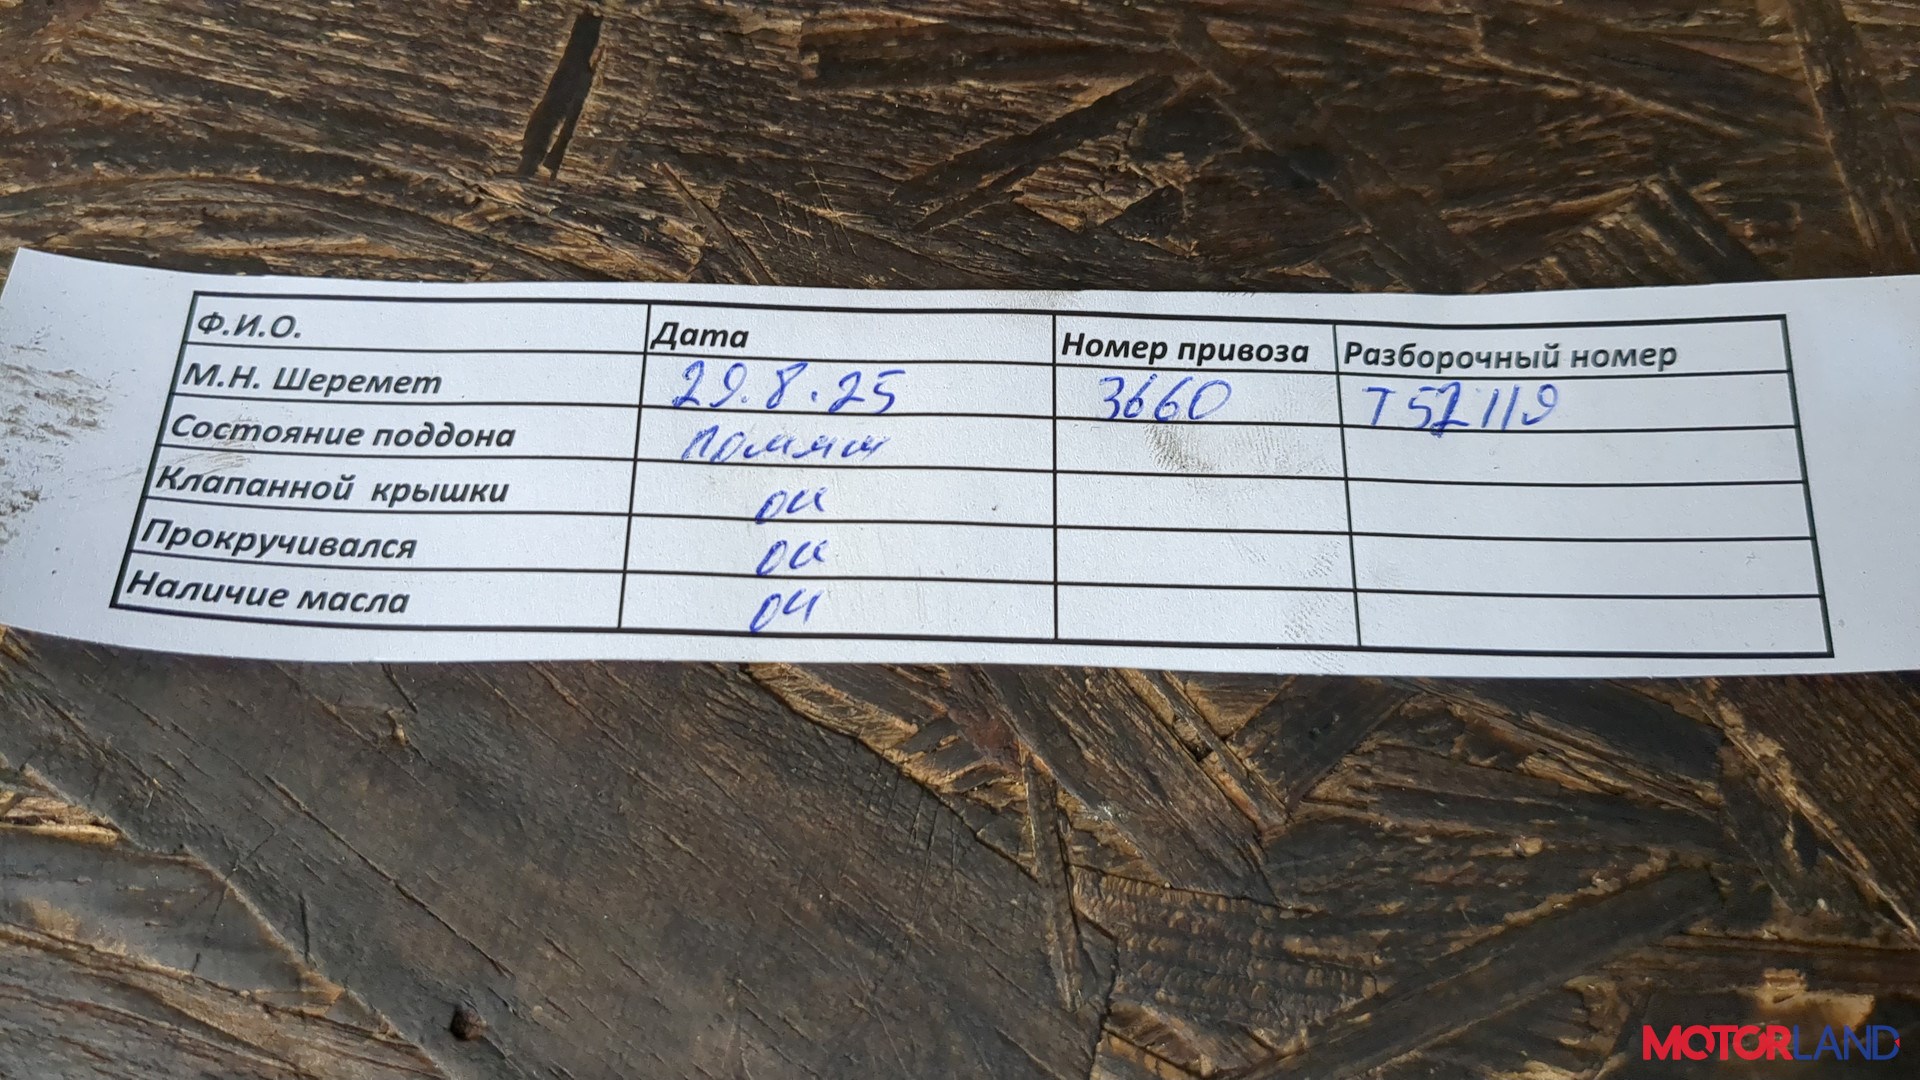 Ф.И.О. Дата Номер привоза Разборочный номер
М.Н. Шеремет 29.8.25 3660 T52119
Состояние поддона помят
Клапанной крышки ок
Прокручивался ок
Наличие масла ок
MOTORLAND